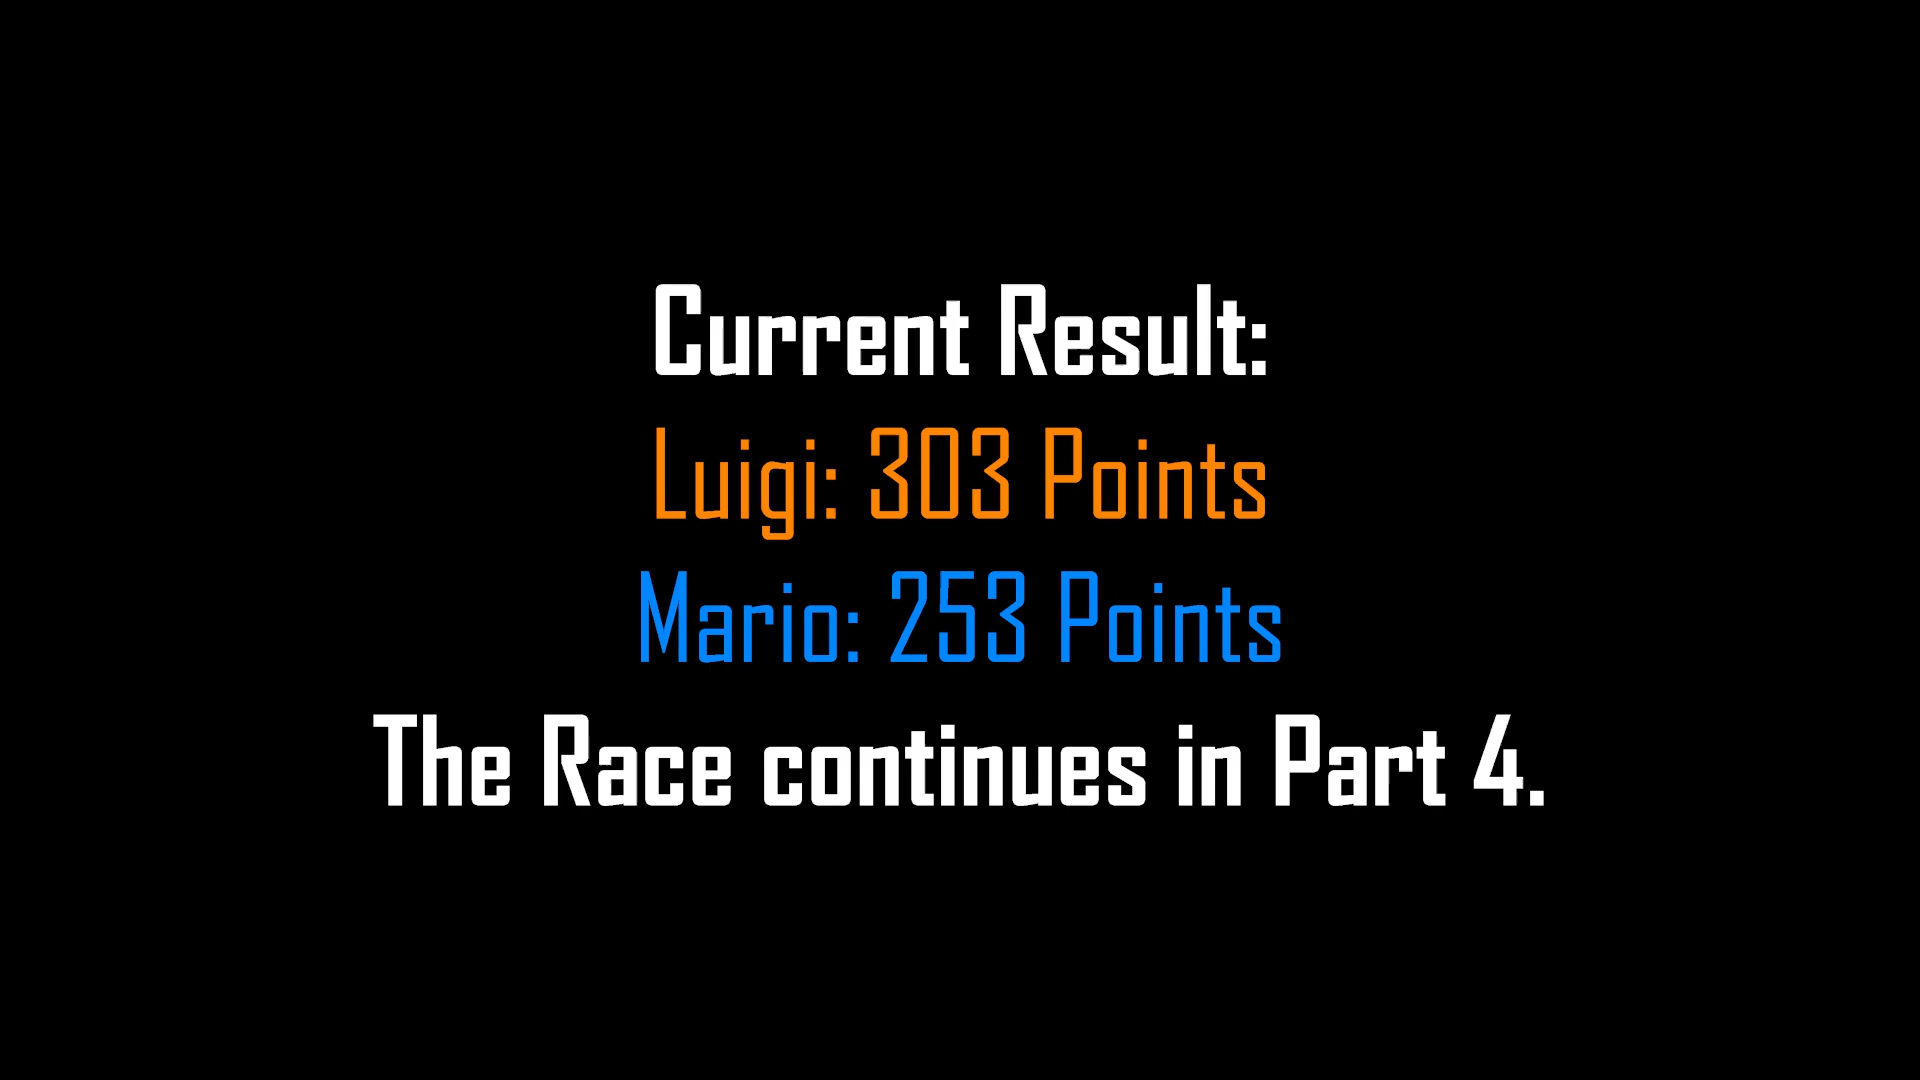 Current Result:
Luigi: 303 Points
Mario: 253 Points
The Race continues in Part 4.